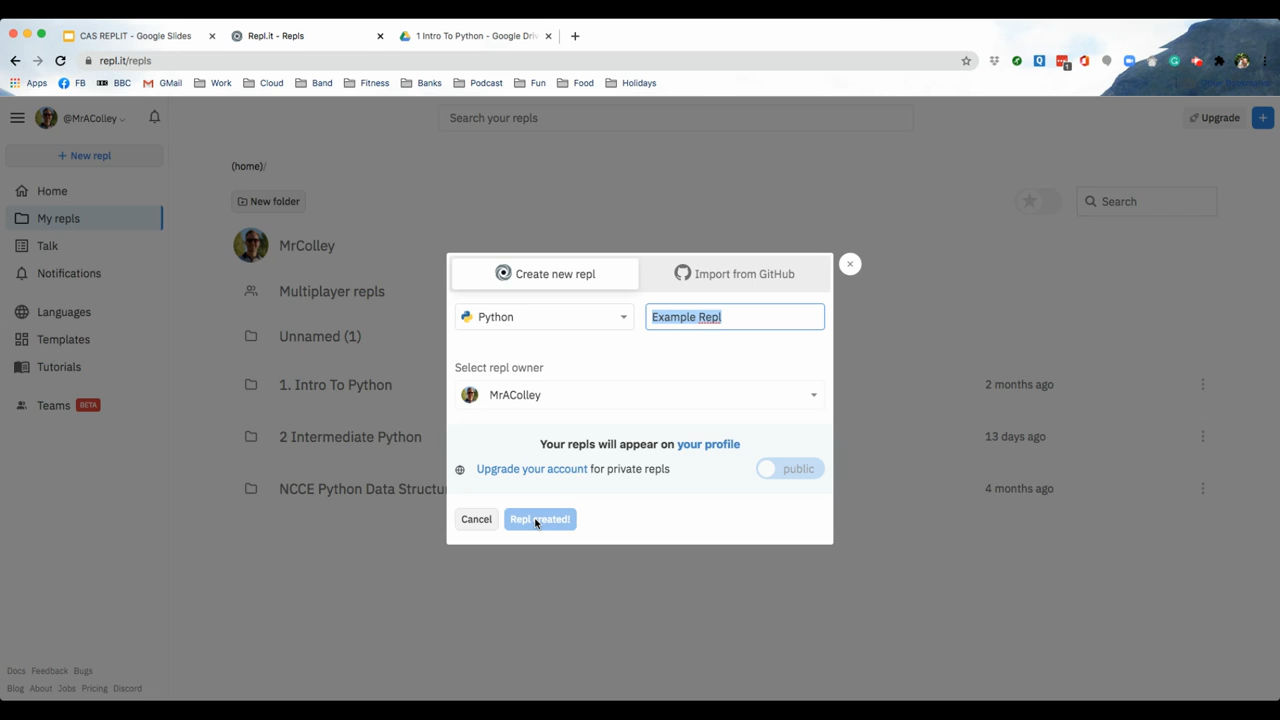 CAS REPLIT - Google Slides
Repl.it - Repls
1 Intro To Python - Google Driv
repl.it/repls
Apps FB BBC GMail Work Cloud Band Fitness Banks Podcast Fun Food Holidays
@MrAColley
Search your repls
Upgrade
+ New repl
Home
My repls
Talk
Notifications
Languages
Templates
Tutorials
Teams BETA
Docs Feedback Bugs
Blog About Jobs Pricing Discord
(home)/
New folder
Search
MrColley
Multiplayer repls
Unnamed (1)
1. Intro To Python 2 months ago
2 Intermediate Python 13 days ago
NCCE Python Data Structu 4 months ago
Create new repl
Import from GitHub
Python
Example Repl
Select repl owner
MrAColley
Your repls will appear on your profile
Upgrade your account for private repls
public
Cancel
Repl created!